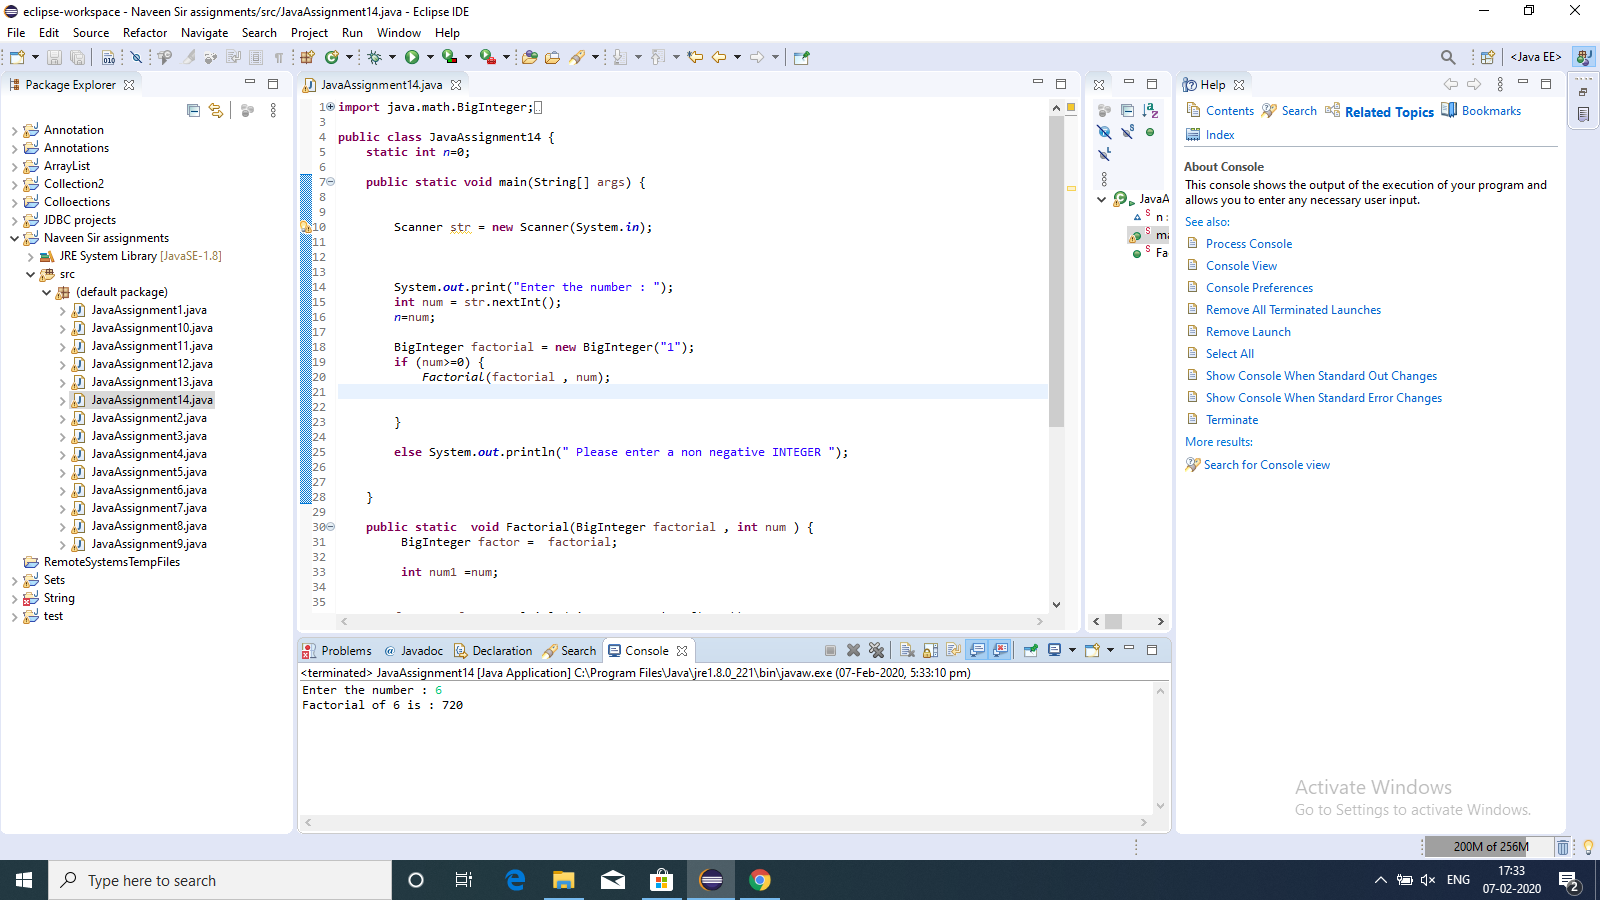 eclipse-workspace - Naveen Sir assignments/src/JavaAssignment14.java - Eclipse IDE
File Edit Source Refactor Navigate Search Project Run Window Help
<Java EE>
Package Explorer
Annotation
Annotations
ArrayList
Collection2
Colloections
JDBC projects
Naveen Sir assignments
JRE System Library [JavaSE-1.8]
src
(default package)
JavaAssignment1.java
JavaAssignment10.java
JavaAssignment11.java
JavaAssignment12.java
JavaAssignment13.java
JavaAssignment14.java
JavaAssignment2.java
JavaAssignment3.java
JavaAssignment4.java
JavaAssignment5.java
JavaAssignment6.java
JavaAssignment7.java
JavaAssignment8.java
JavaAssignment9.java
RemoteSystemsTempFiles
Sets
String
test
JavaAssignment14.java
1 import java.math.BigInteger;
3
4 public class JavaAssignment14 {
5 static int n=0;
6
7 public static void main(String[] args) {
8
9
10 Scanner str = new Scanner(System.in);
11
12
13
14 System.out.print("Enter the number : ");
15 int num = str.nextInt();
16 n=num;
17
18 BigInteger factorial = new BigInteger("1");
19 if (num>=0) {
20 Factorial(factorial , num);
21
22
23 }
24
25 else System.out.println(" Please enter a non negative INTEGER ");
26
27
28 }
29
30 public static void Factorial(BigInteger factorial , int num ) {
31 BigInteger factor = factorial;
32
33 int num1 =num;
34
35
JavaA
n :
ma
Fa
Help
Contents Search Related Topics Bookmarks
Index
About Console
This console shows the output of the execution of your program and
allows you to enter any necessary user input.
See also:
Process Console
Console View
Console Preferences
Remove All Terminated Launches
Remove Launch
Select All
Show Console When Standard Out Changes
Show Console When Standard Error Changes
Terminate
More results:
Search for Console view
Problems @ Javadoc Declaration Search Console
<terminated> JavaAssignment14 [Java Application] C:\Program Files\Java\jre1.8.0_221\bin\javaw.exe (07-Feb-2020, 5:33:10 pm)
Enter the number : 6
Factorial of 6 is : 720
Activate Windows
Go to Settings to activate Windows.
200M of 256M
Type here to search
ENG
17:33
07-02-2020
2